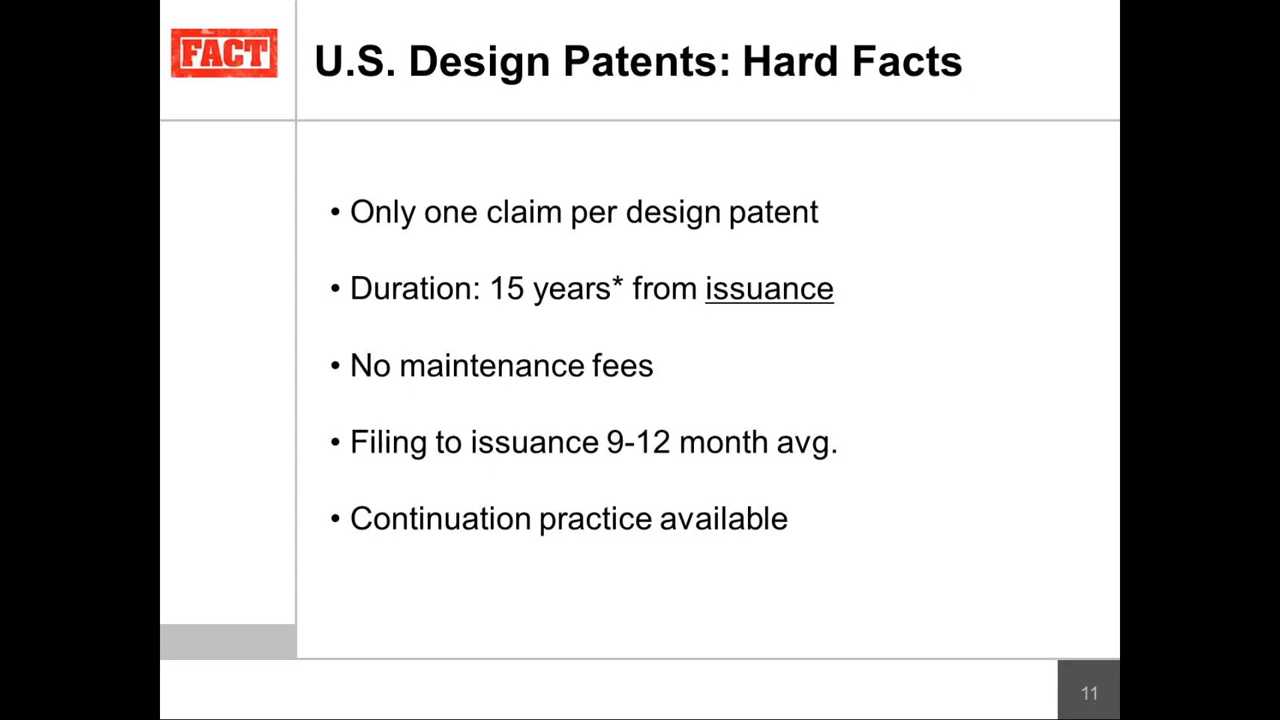 FACT
U.S. Design Patents: Hard Facts
• Only one claim per design patent
• Duration: 15 years* from issuance
• No maintenance fees
• Filing to issuance 9-12 month avg.
• Continuation practice available
11